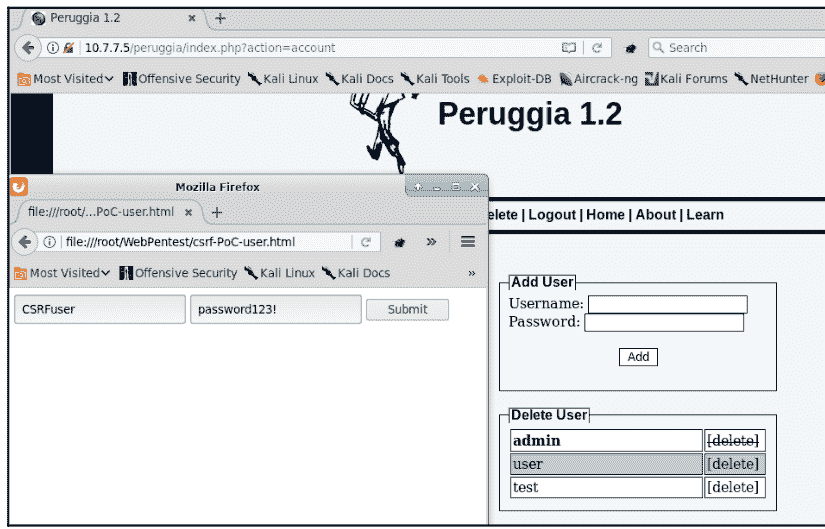 Peruggia 1.2
10.7.7.5/peruggia/index.php?action=account
Search
Most Visited Offensive Security Kali Linux Kali Docs Kali Tools Exploit-DB Aircrack-ng Kali Forums NetHunter
Peruggia 1.2
Mozilla Firefox
file:///root/...PoC-user.html
file:///root/WebPentest/csrf-PoC-user.html
Most Visited Offensive Security Kali Linux Kali Docs
CSRFuser password123! Submit
elete | Logout | Home | About | Learn
Add User
Username:
Password:
Add
Delete User
admin [delete]
user [delete]
test [delete]